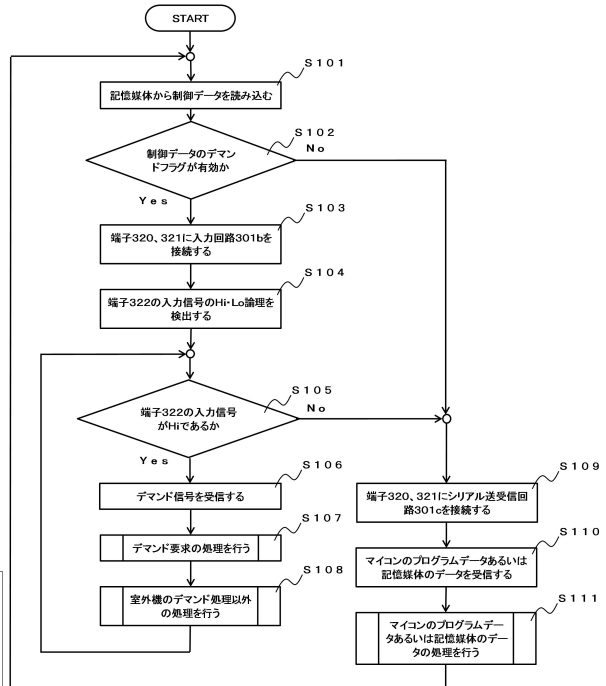 START
S101
記憶媒体から制御データを読み込む
S102
制御データのデマン
ドフラグが有効か
No
Yes
S103
端子320、321に入力回路301bを
接続する
S104
端子322の入力信号のHi・Lo論理を
検出する
S105
端子322の入力信号
がHiであるか
No
Yes
S106
デマンド信号を受信する
S107
デマンド要求の処理を行う
S108
室外機のデマンド処理以外
の処理を行う
S109
端子320、321にシリアル送受信回
路301cを接続する
S110
マイコンのプログラムデータあるいは
記憶媒体のデータを受信する
S111
マイコンのプログラムデー
タあるいは記憶媒体のデー
タの処理を行う